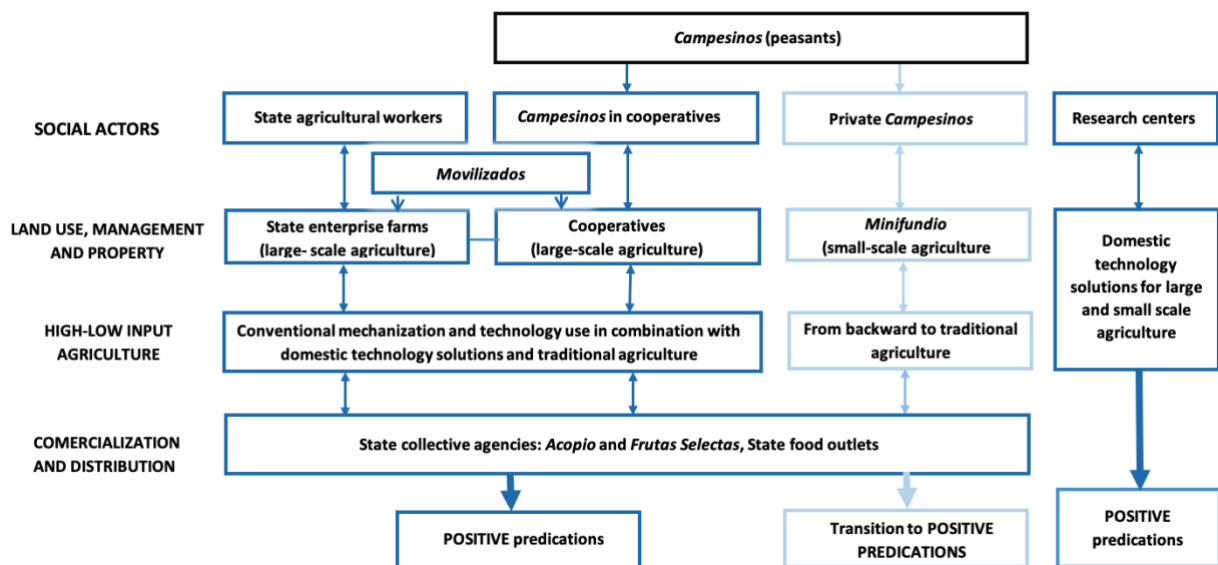 Campesinos (peasants)
SOCIAL ACTORS
State agricultural workers
Campesinos in cooperatives
Private Campesinos
Research centers
Movilizados
LAND USE, MANAGEMENT
AND PROPERTY
State enterprise farms
(large- scale agriculture)
Cooperatives
(large-scale agriculture)
Minifundio
(small-scale agriculture
Domestic
technology
solutions for large
and small scale
agriculture
HIGH-LOW INPUT
AGRICULTURE
Conventional mechanization and technology use in combination with
domestic technology solutions and traditional agriculture
From backward to traditional
agriculture
COMERCIALIZATION
AND DISTRIBUTION
State collective agencies: Acopio and Frutas Selectas, State food outlets
POSITIVE predications
Transition to POSITIVE
PREDICATIONS
POSITIVE
predications